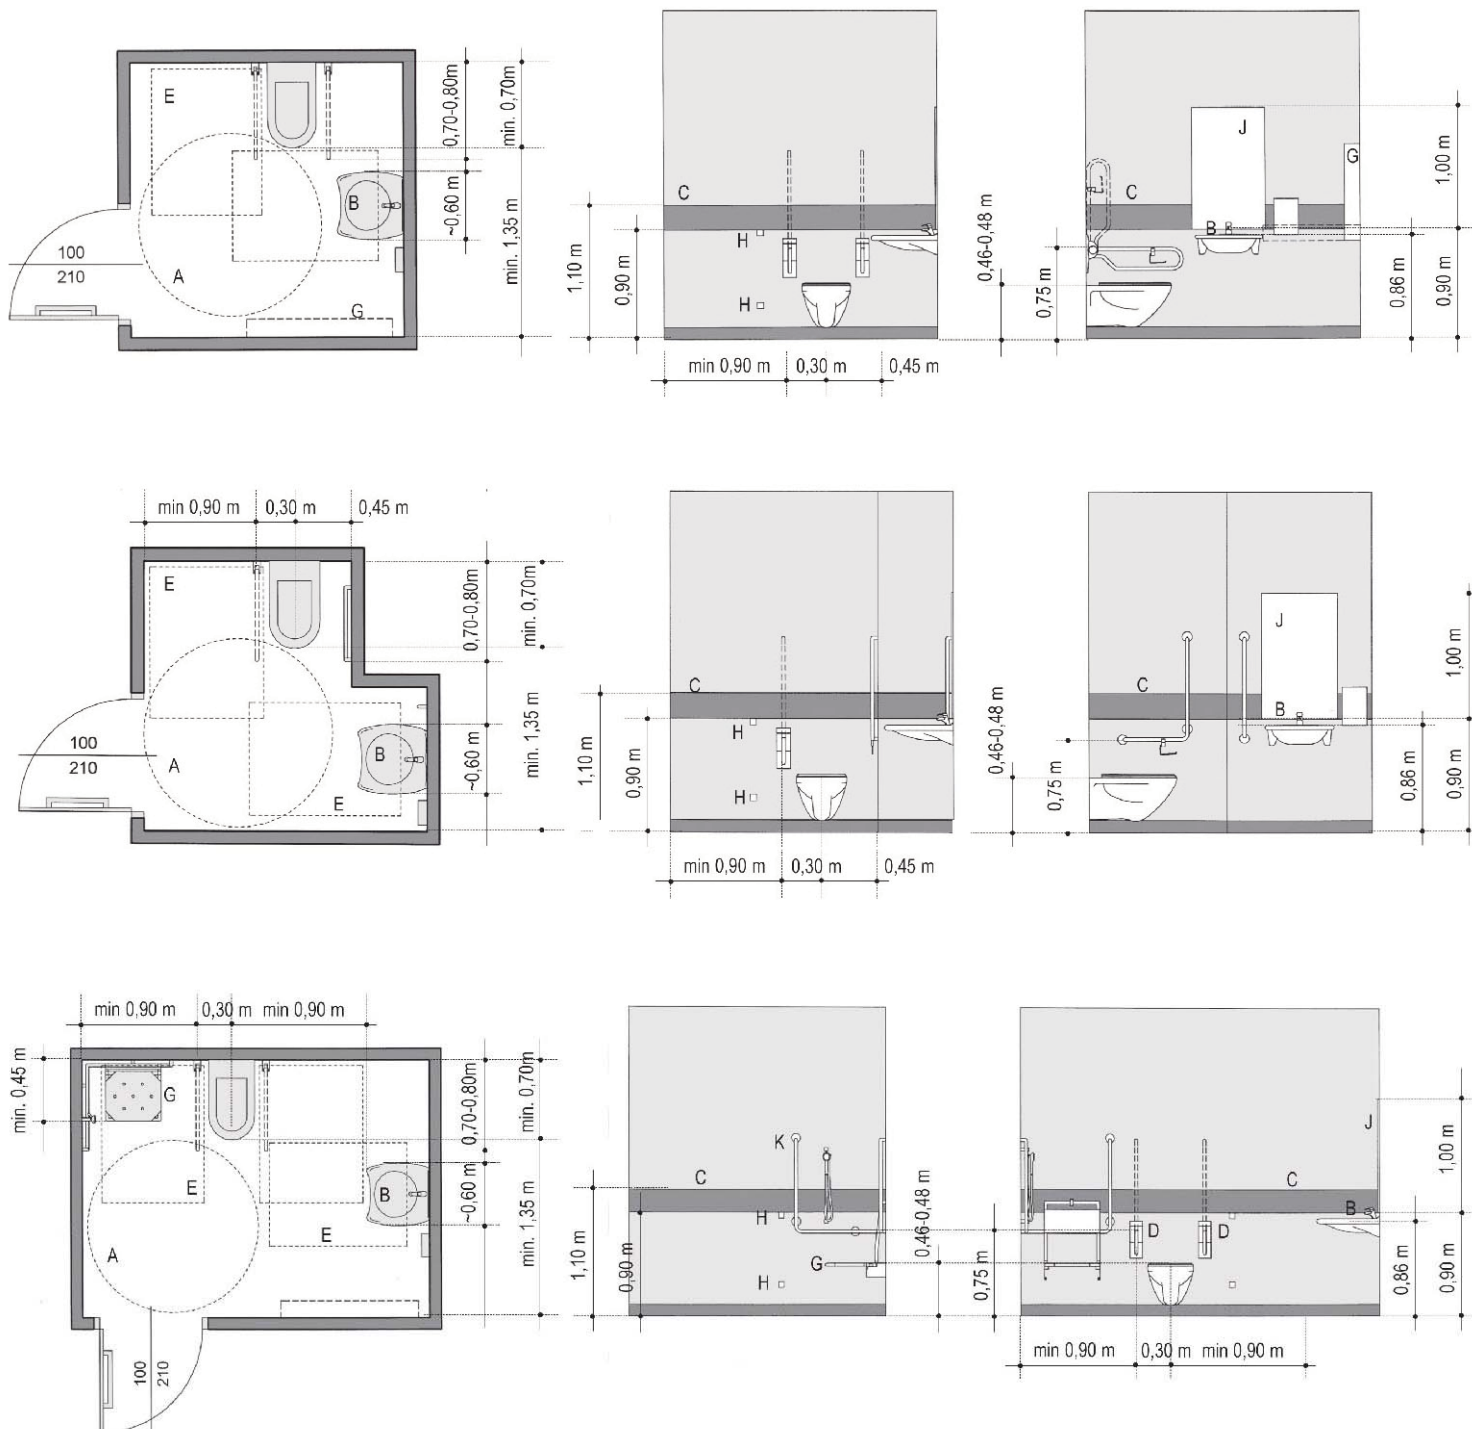 E
B
100
210
A
G
0,70-0,80m
min. 0,70m
~0,60 m
min. 1,35 m
C
H
H
1,10 m
0,90 m
min 0,90 m
0,30 m
0,45 m
J
G
C
B
0,46-0,48 m
0,75 m
1,00 m
0,86 m
0,90 m
min 0,90 m
0,30 m
0,45 m
E
100
210
A
B
E
0,70-0,80m
min. 0,70m
~0,60 m
min. 1,35 m
C
H
H
1,10 m
0,90 m
min 0,90 m
0,30 m
0,45 m
J
C
B
0,46-0,48 m
0,75 m
1,00 m
0,86 m
0,90 m
min 0,90 m
0,30 m
min 0,90 m
min. 0,45 m
G
E
B
E
A
100
210
0,70-0,80m
min. 0,70m
~0,60 m
min. 1,35 m
K
C
H
G
H
1,10 m
0,90 m
0,46-0,48 m
J
C
B
D
D
0,75 m
1,00 m
0,86 m
0,90 m
min 0,90 m
0,30 m
min 0,90 m